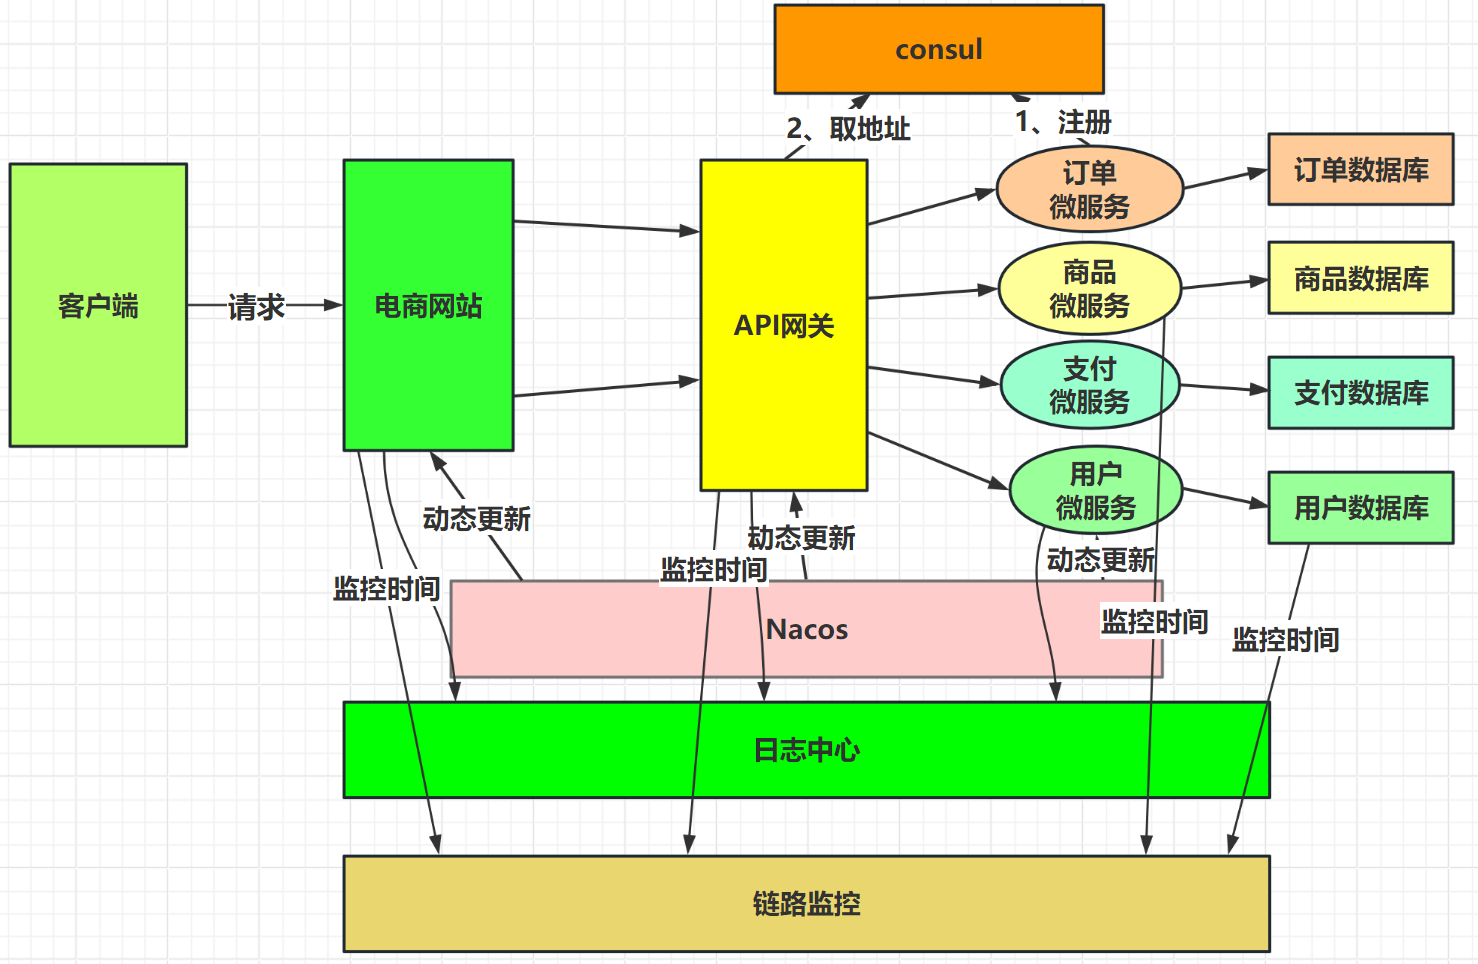 consul
2、取地址
1、注册
客户端
请求
电商网站
API网关
订单
微服务
订单数据库
商品
微服务
商品数据库
支付
微服务
支付数据库
用户
微服务
用户数据库
动态更新
动态更新
动态更新
监控时间
监控时间
监控时间
监控时间
Nacos
日志中心
链路监控